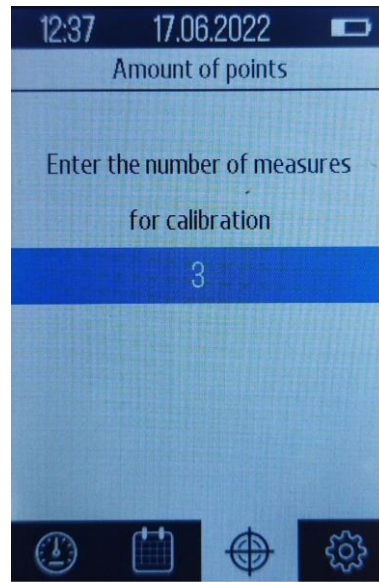 12:37 17.06.2022
Amount of points
Enter the number of measures
for calibration
3